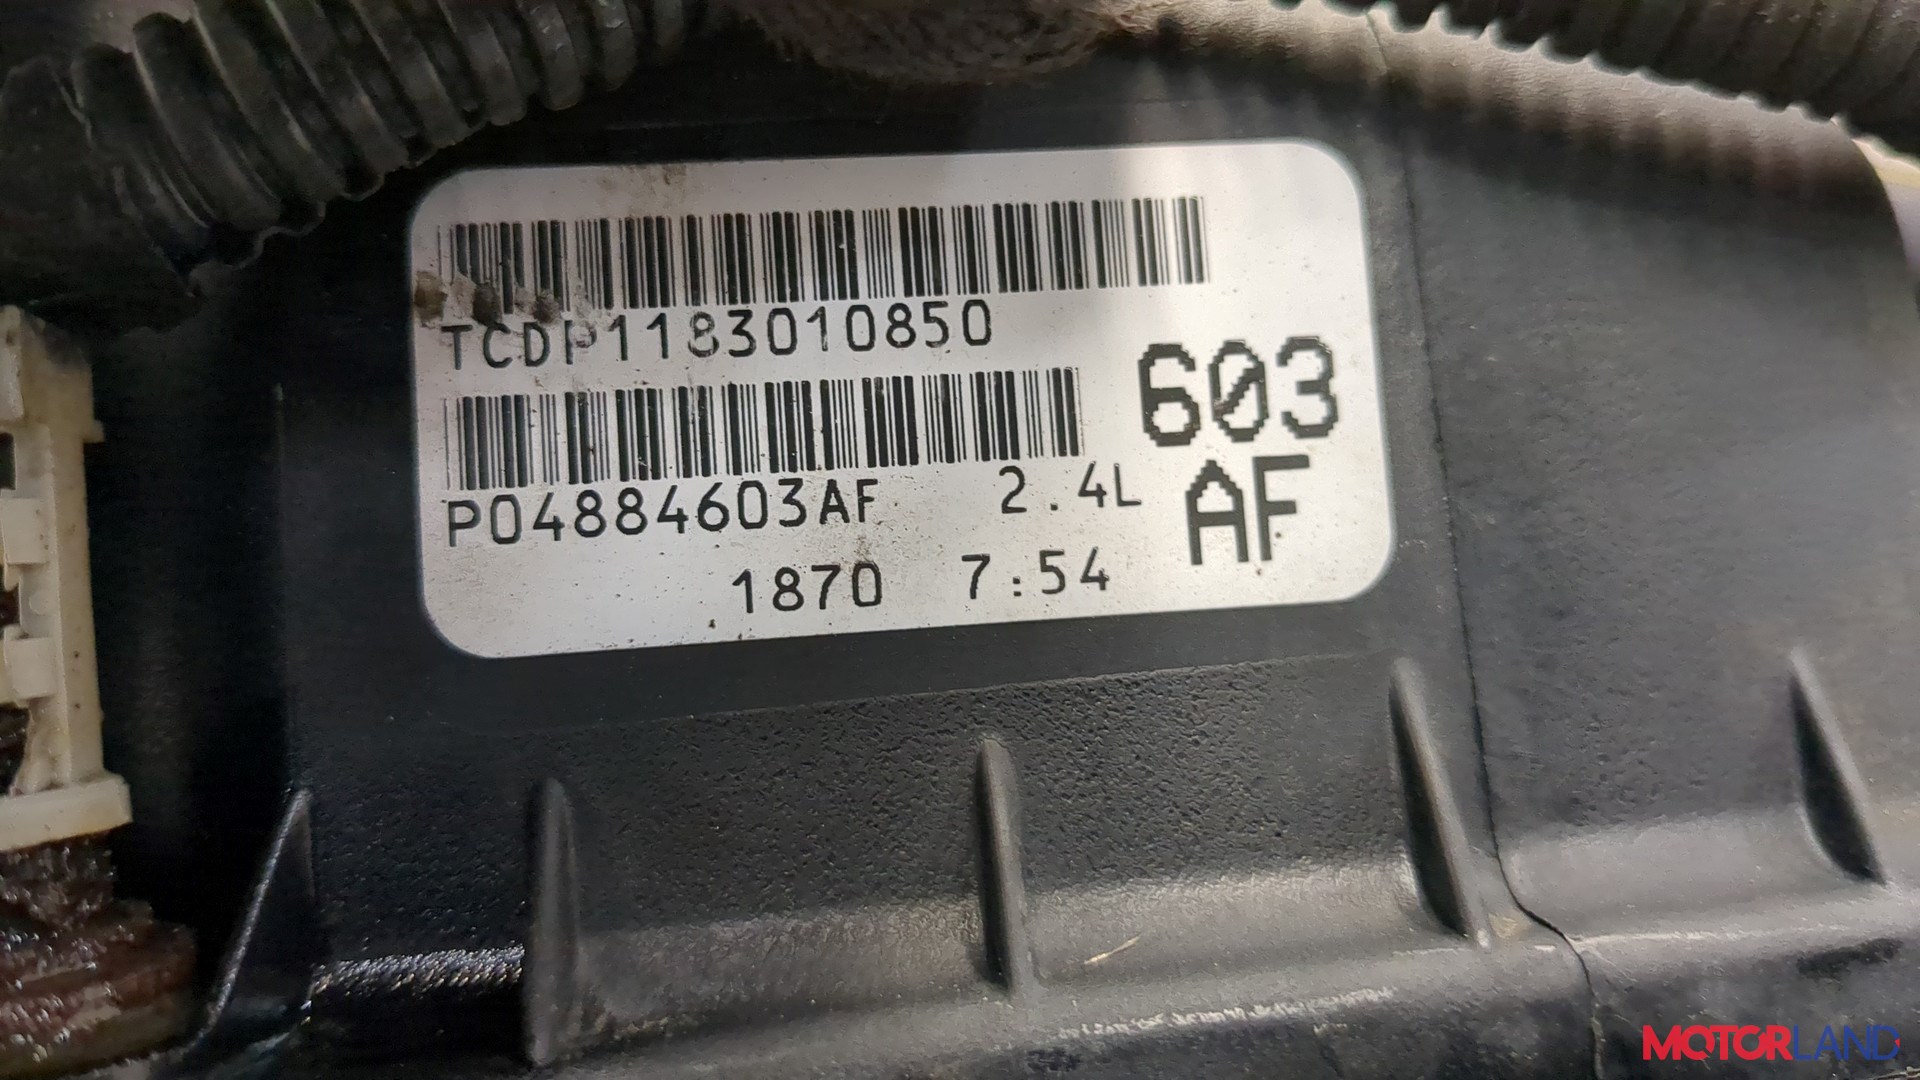 TCDP1183010850
603
AF
P04884603AF 2.4L
1870 7:54
MOTORLAND